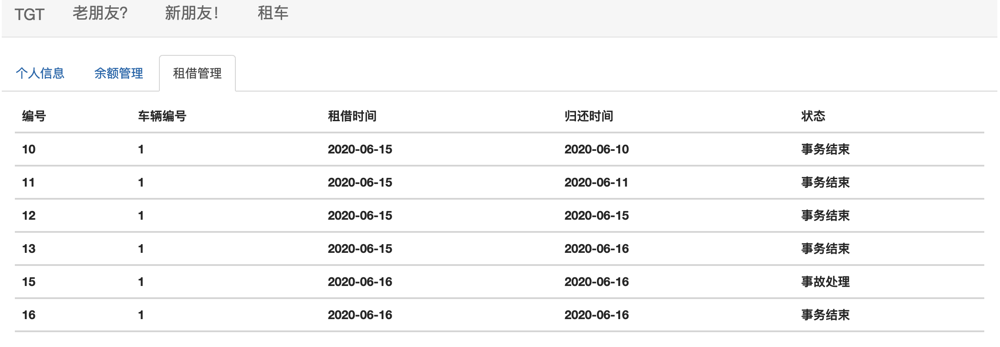 TGT 老朋友? 新朋友! 租车
个人信息 余额管理 租借管理
编号 车辆编号 租借时间 归还时间 状态
10 1 2020-06-15 2020-06-10 事务结束
11 1 2020-06-15 2020-06-11 事务结束
12 1 2020-06-15 2020-06-15 事务结束
13 1 2020-06-15 2020-06-16 事务结束
15 1 2020-06-16 2020-06-16 事故处理
16 1 2020-06-16 2020-06-16 事务结束